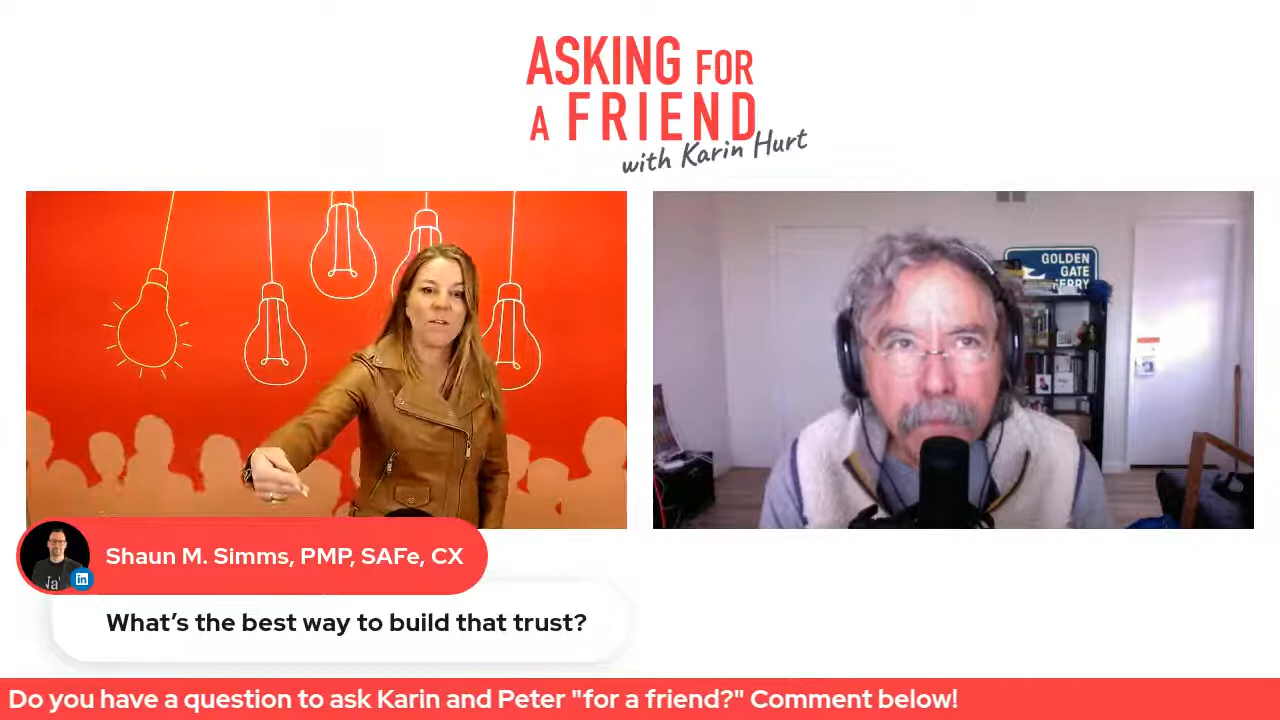 ASKING FOR
A FRIEND
with Karin Hurt
GOLDEN
GATE
FERRY
Shaun M. Simms, PMP, SAFe, CX
in
What's the best way to build that trust?
Do you have a question to ask Karin and Peter "for a friend?" Comment below!